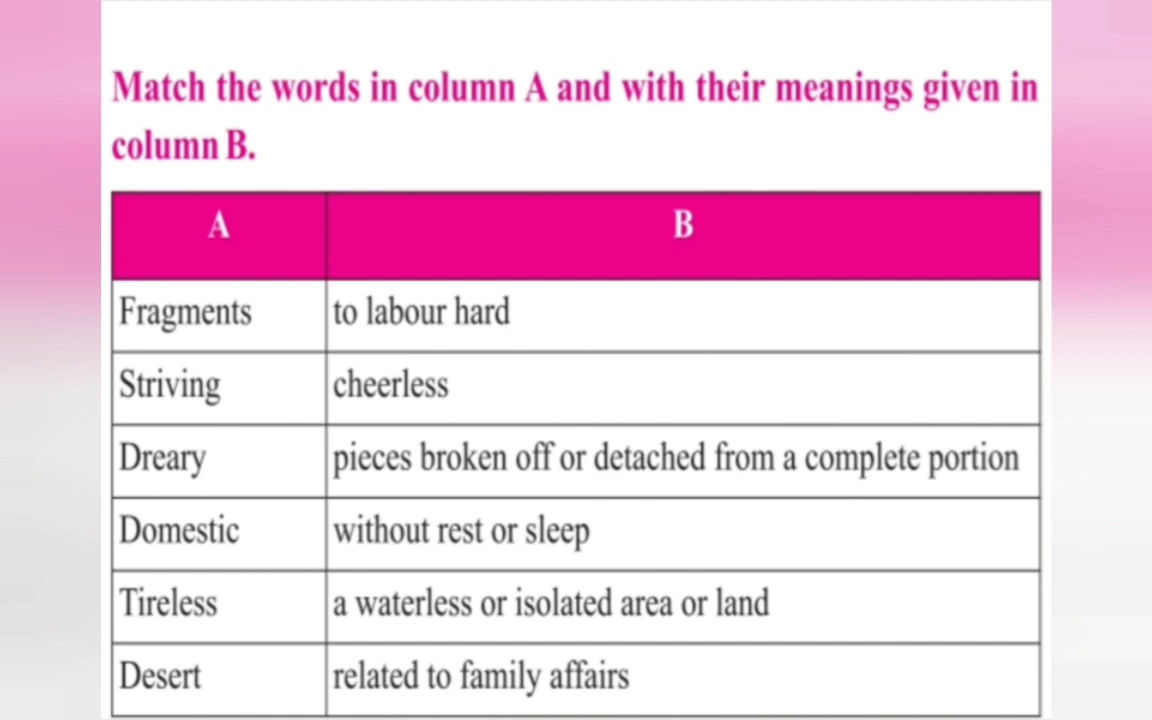 Match the words in column A and with their meanings given in
column B.
A B
Fragments to labour hard
Striving cheerless
Dreary pieces broken off or detached from a complete portion
Domestic without rest or sleep
Tireless a waterless or isolated area or land
Desert related to family affairs